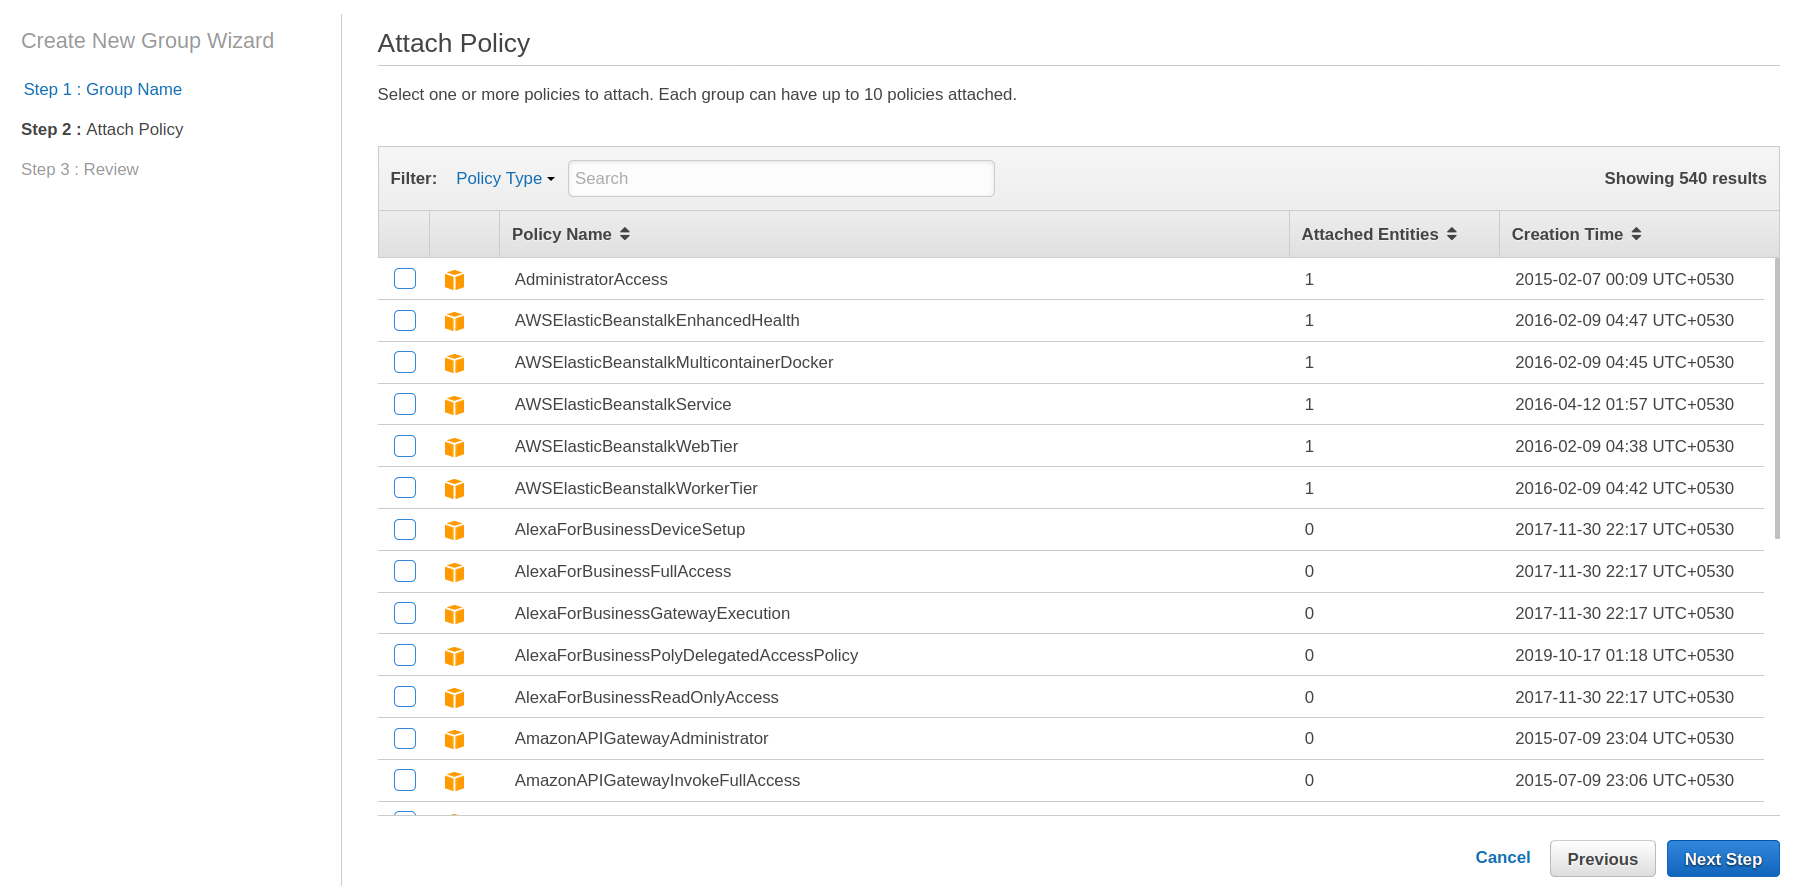 Create New Group Wizard
Step 1 : Group Name
Step 2 : Attach Policy
Step 3 : Review
Attach Policy
Select one or more policies to attach. Each group can have up to 10 policies attached.
Filter: Policy Type Search Showing 540 results
Policy Name Attached Entities Creation Time
AdministratorAccess 1 2015-02-07 00:09 UTC+0530
AWSElasticBeanstalkEnhancedHealth 1 2016-02-09 04:47 UTC+0530
AWSElasticBeanstalkMulticontainerDocker 1 2016-02-09 04:45 UTC+0530
AWSElasticBeanstalkService 1 2016-04-12 01:57 UTC+0530
AWSElasticBeanstalkWebTier 1 2016-02-09 04:38 UTC+0530
AWSElasticBeanstalkWorkerTier 1 2016-02-09 04:42 UTC+0530
AlexaForBusinessDeviceSetup 0 2017-11-30 22:17 UTC+0530
AlexaForBusinessFullAccess 0 2017-11-30 22:17 UTC+0530
AlexaForBusinessGatewayExecution 0 2017-11-30 22:17 UTC+0530
AlexaForBusinessPolyDelegatedAccessPolicy 0 2019-10-17 01:18 UTC+0530
AlexaForBusinessReadOnlyAccess 0 2017-11-30 22:17 UTC+0530
AmazonAPIGatewayAdministrator 0 2015-07-09 23:04 UTC+0530
AmazonAPIGatewayInvokeFullAccess 0 2015-07-09 23:06 UTC+0530
Cancel Previous Next Step